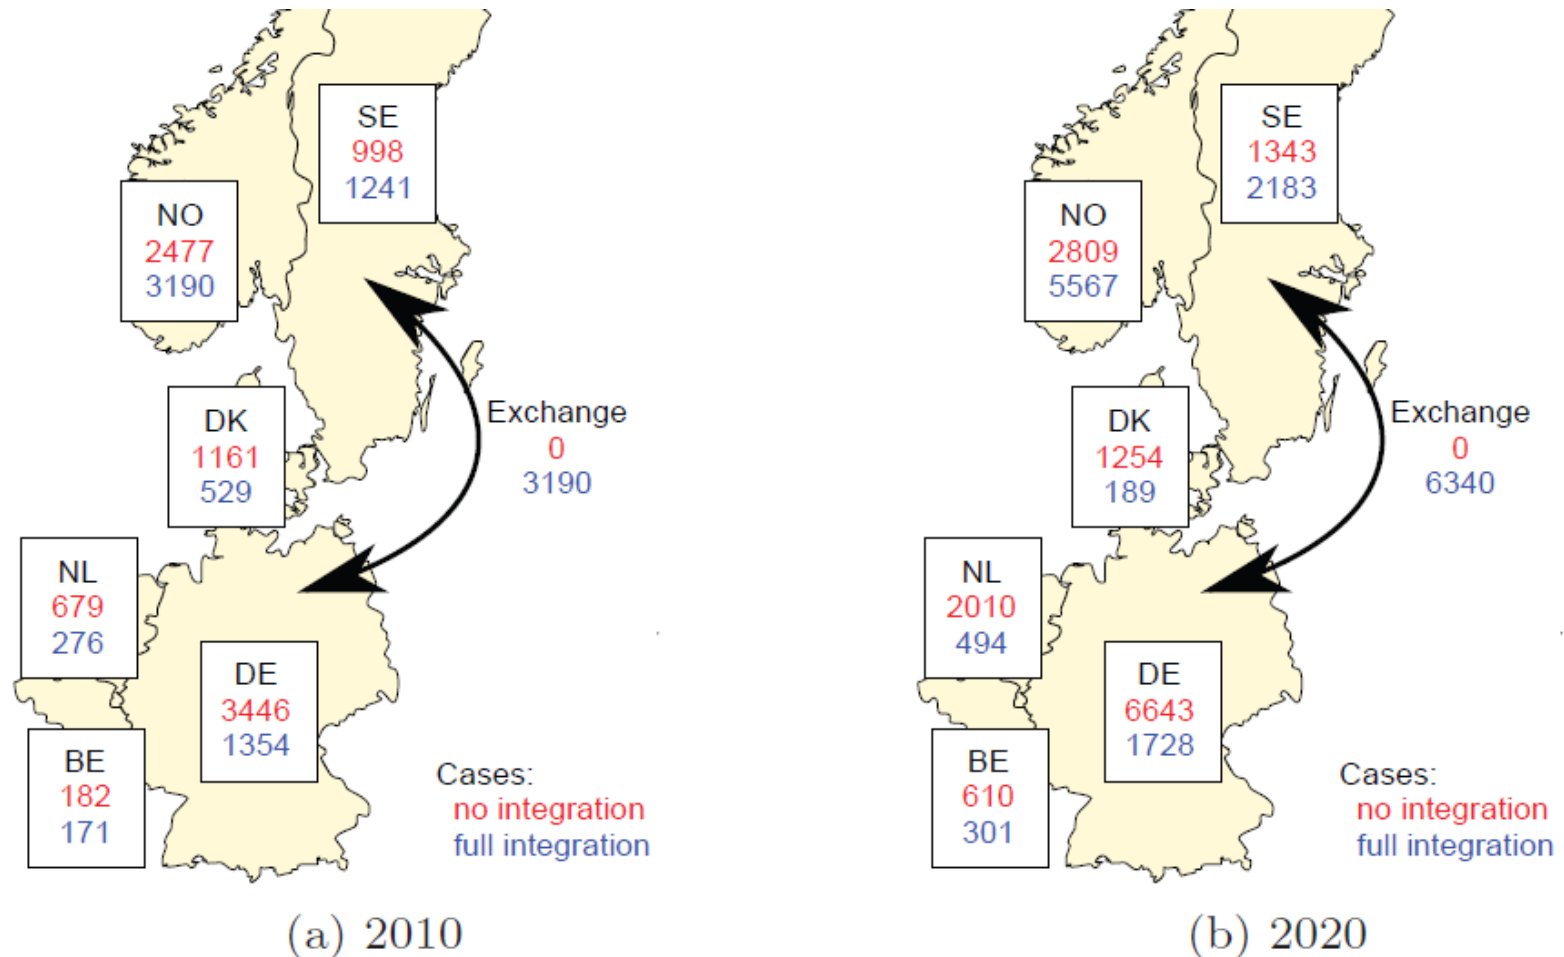 SE
998
1241
NO
2477
3190
DK
1161
529
Exchange
0
3190
NL
679
276
DE
3446
1354
BE
182
171
Cases:
no integration
full integration
(a) 2010
SE
1343
2183
NO
2809
5567
DK
1254
189
Exchange
0
6340
NL
2010
494
DE
6643
1728
BE
610
301
Cases:
no integration
full integration
(b) 2020